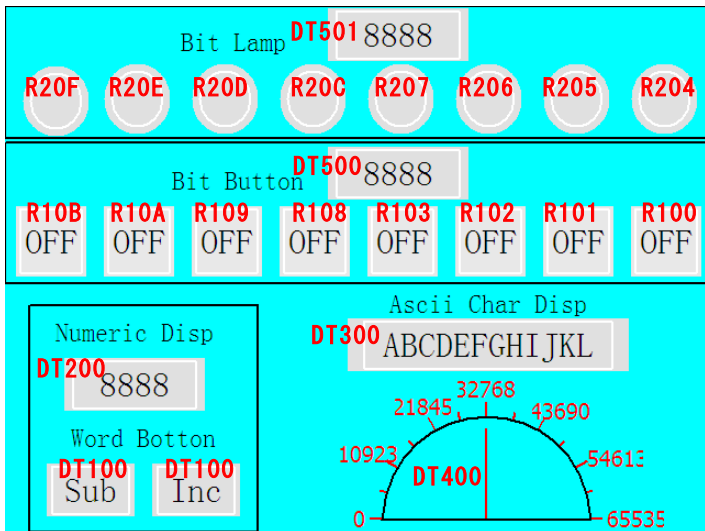 Bit Lamp DT501 8888
R20F R20E R20D R20C R207 R206 R205 R204
Bit Button DT500 8888
R10B R10A R109 R108 R103 R102 R101 R100
OFF OFF OFF OFF OFF OFF OFF OFF
Numeric Disp
DT200
8888
Word Botton
DT100 DT100
Sub Inc
Ascii Char Disp
DT300 ABCDEFGHIJKL
32768
21845 43690
10923 54613
DT400
0 65535